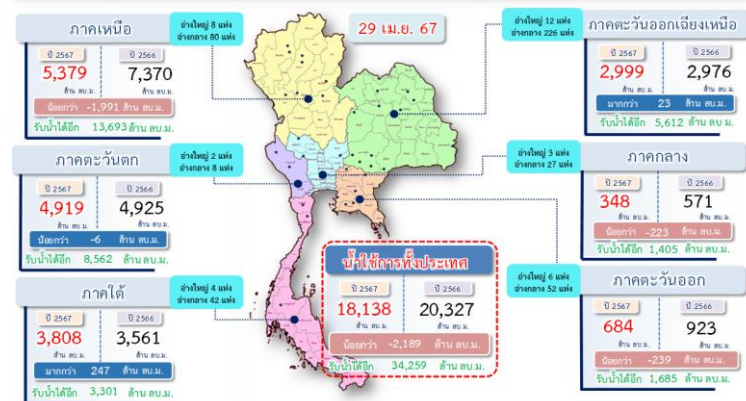 29 เม.ย. 67
ภาคเหนือ
อ่างใหญ่ 8 แห่ง
อ่างกลาง 80 แห่ง
ปี 2567 ปี 2566
5,379 7,370
ล้าน ลบ.ม. ล้าน ลบ.ม.
น้อยกว่า -1,991 ล้าน ลบ.ม.
รับน้ำได้อีก 13,693 ล้าน ลบ.ม.
ภาคตะวันออกเฉียงเหนือ
อ่างใหญ่ 12 แห่ง
อ่างกลาง 226 แห่ง
ปี 2567 ปี 2566
2,999 2,976
ล้าน ลบ.ม. ล้าน ลบ.ม.
มากกว่า 23 ล้าน ลบ.ม.
รับน้ำได้อีก 5,612 ล้าน ลบ.ม.
ภาคตะวันตก
อ่างใหญ่ 2 แห่ง
อ่างกลาง 8 แห่ง
ปี 2567 ปี 2566
4,919 4,925
ล้าน ลบ.ม. ล้าน ลบ.ม.
น้อยกว่า -6 ล้าน ลบ.ม.
รับน้ำได้อีก 8,562 ล้าน ลบ.ม.
ภาคกลาง
อ่างใหญ่ 3 แห่ง
อ่างกลาง 27 แห่ง
ปี 2567 ปี 2566
348 571
ล้าน ลบ.ม. ล้าน ลบ.ม.
น้อยกว่า -223 ล้าน ลบ.ม.
รับน้ำได้อีก 1,405 ล้าน ลบ.ม.
ภาคใต้
อ่างใหญ่ 4 แห่ง
อ่างกลาง 42 แห่ง
ปี 2567 ปี 2566
3,808 3,561
ล้าน ลบ.ม. ล้าน ลบ.ม.
มากกว่า 247 ล้าน ลบ.ม.
รับน้ำได้อีก 3,301 ล้าน ลบ.ม.
น้ำใช้การทั้งประเทศ
ปี 2567 ปี 2566
18,138 20,327
ล้าน ลบ.ม. ล้าน ลบ.ม.
น้อยกว่า -2,189 ล้าน ลบ.ม.
รับน้ำได้อีก 34,259 ล้าน ลบ.ม.
ภาคตะวันออก
อ่างใหญ่ 6 แห่ง
อ่างกลาง 52 แห่ง
ปี 2567 ปี 2566
684 923
ล้าน ลบ.ม. ล้าน ลบ.ม.
น้อยกว่า -239 ล้าน ลบ.ม.
รับน้ำได้อีก 1,685 ล้าน ลบ.ม.